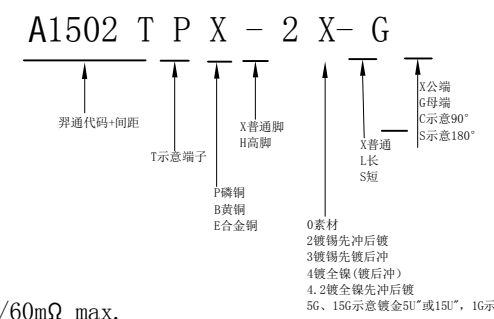 A1502 T P X - 2 X- G
羿通代码+间距
T示意端子
P磷铜
B黄铜
E合金铜
X普通脚
H高脚
0素材
2镀锡先冲后镀
3镀锡先镀后冲
4镀全镍(镀后冲)
4.2镀全镍先冲后镀
5G、15G示意镀金5U"或15U", 1G示
X普通
L长
S短
X公端
G母端
C示意90°
S示意180°
/60mΩ max.